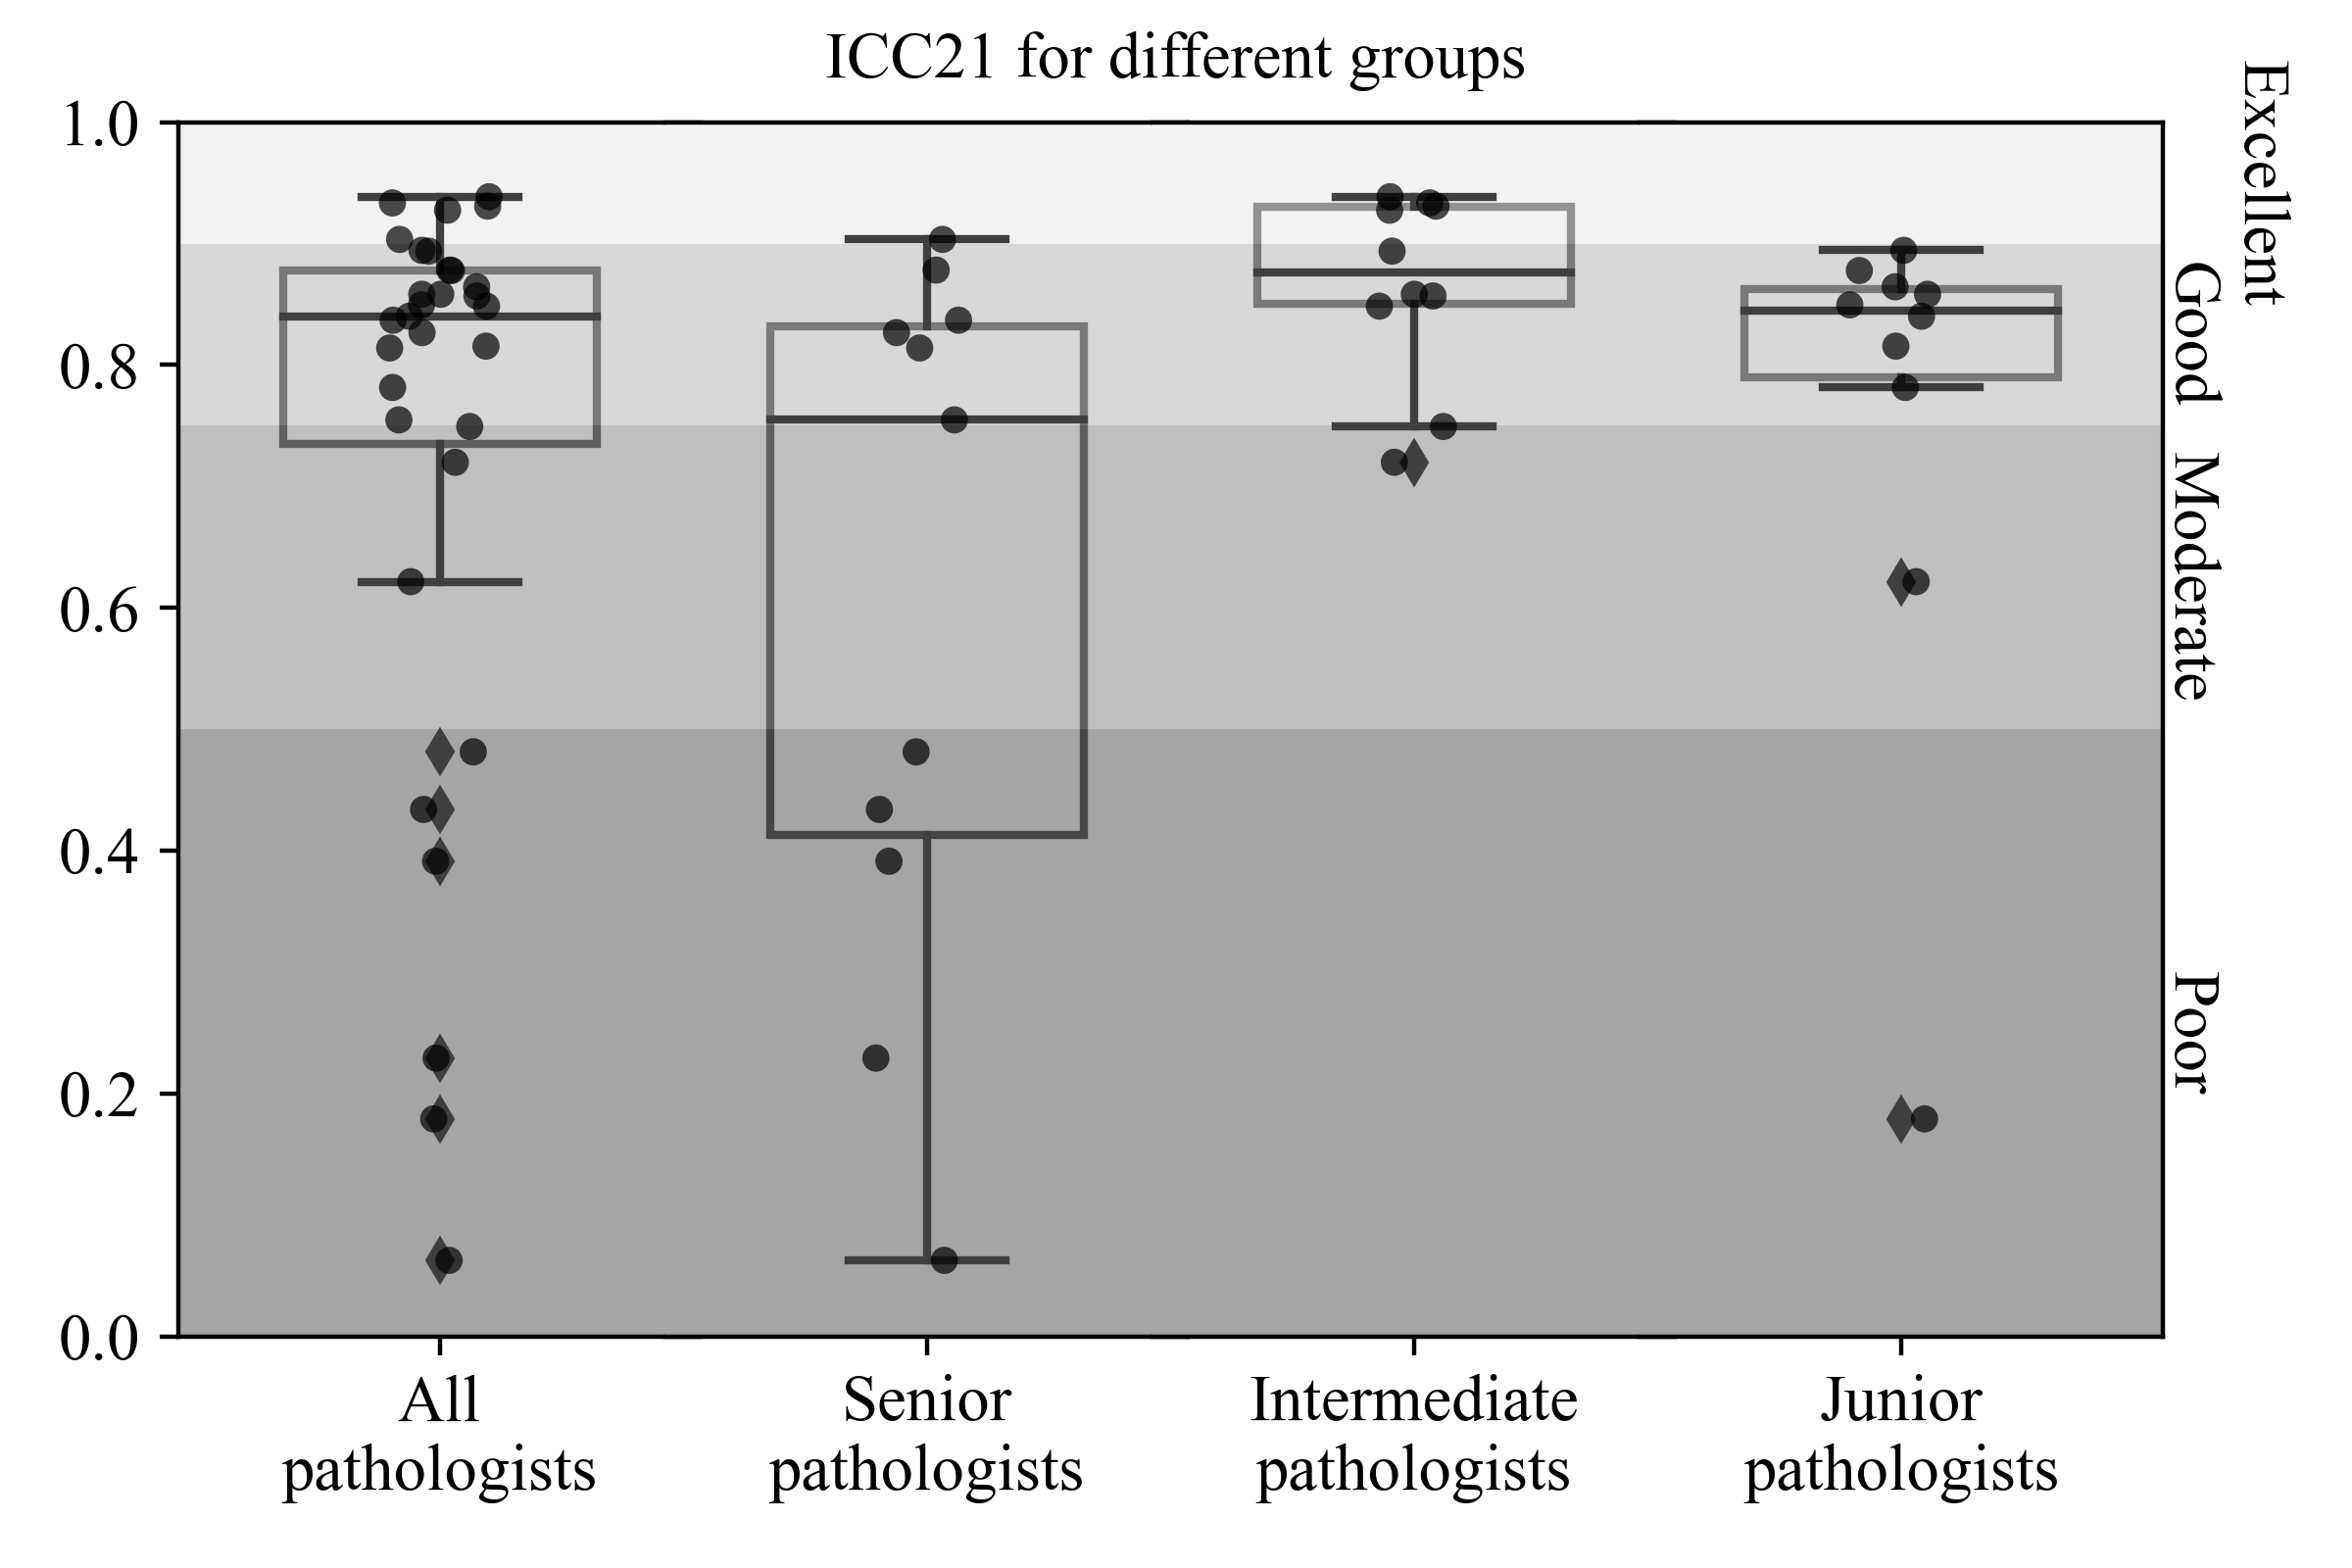 ICC21 for different groups
1.0
0.8
0.6
0.4
0.2
0.0
Excellent
Good
Moderate
Poor
All
pathologists
Senior
pathologists
Intermediate
pathologists
Junior
pathologists